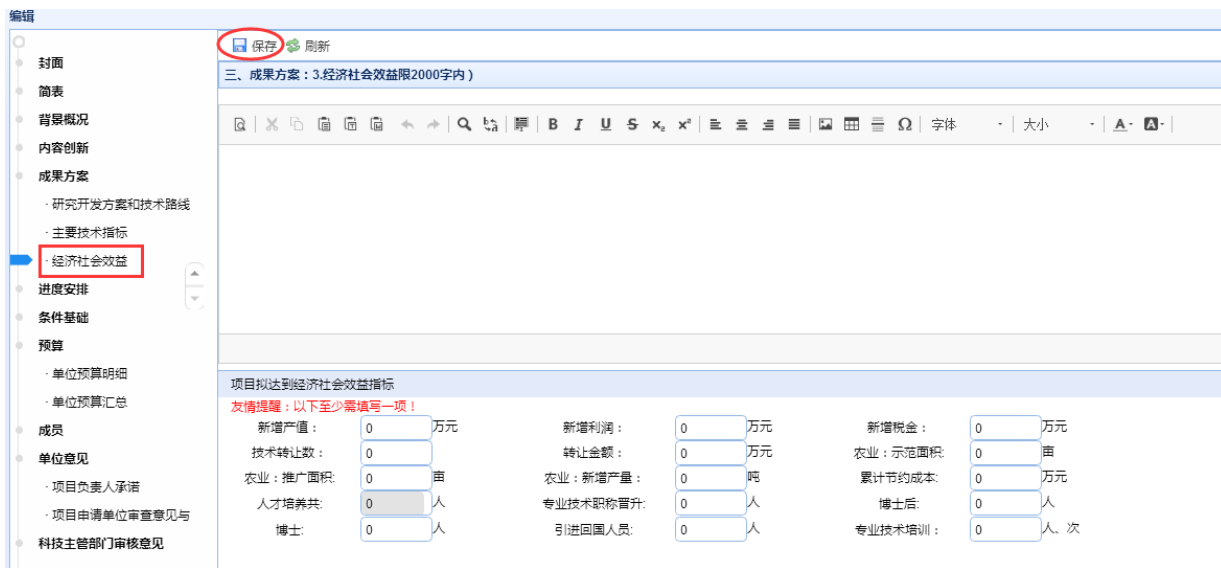 编辑
保存 刷新
封面
简表
背景概况
内容创新
成果方案
· 研究开发方案和技术路线
· 主要技术指标
· 经济社会效益
进度安排
条件基础
预算
· 单位预算明细
· 单位预算汇总
成员
单位意见
· 项目负责人承诺
· 项目申请单位审查意见与
科技主管部门审核意见
三、成果方案：3.经济社会效益限2000字内）
B I U S x₂ x² Ω 字体 大小 A A
项目拟达到经济社会效益指标
友情提醒：以下至少需填写一项！
新增产值： 0 万元 新增利润： 0 万元 新增税金： 0 万元
技术转让数： 0 转让金额： 0 万元 农业：示范面积: 0 亩
农业：推广面积: 0 亩 农业：新增产量： 0 吨 累计节约成本: 0 万元
人才培养共: 0 人 专业技术职称晋升: 0 人 博士后: 0 人
博士: 0 人 引进回国人员: 0 人 专业技术培训： 0 人、次